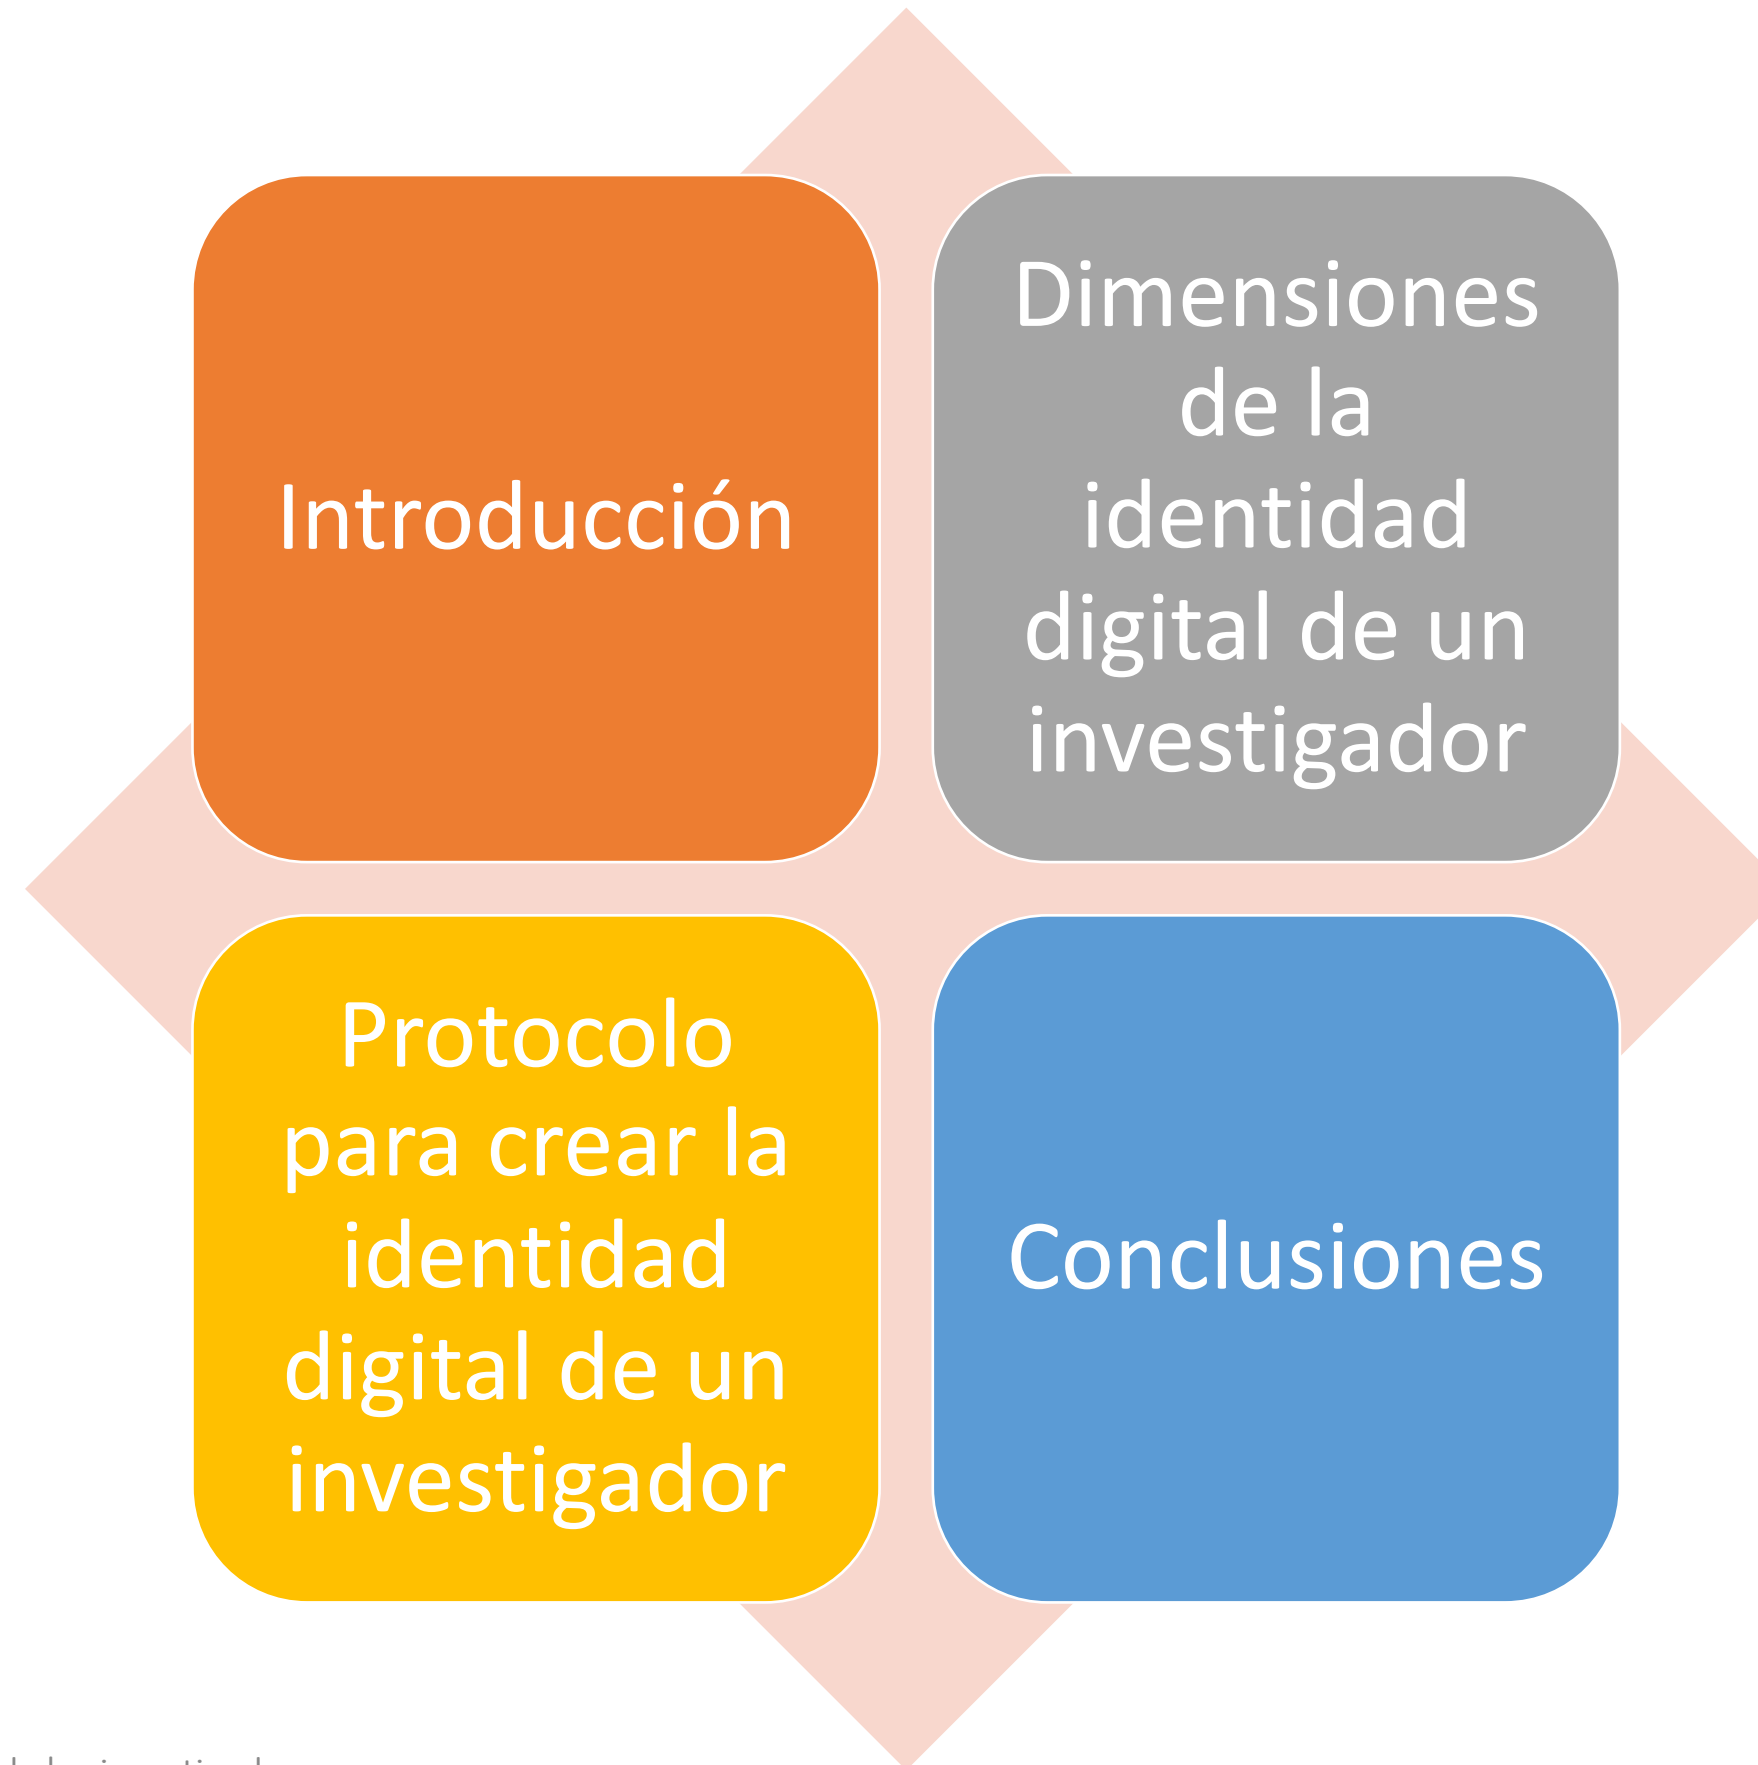 Introducción
Dimensiones
de la
identidad
digital de un
investigador
Protocolo
para crear la
identidad
digital de un
investigador
Conclusiones